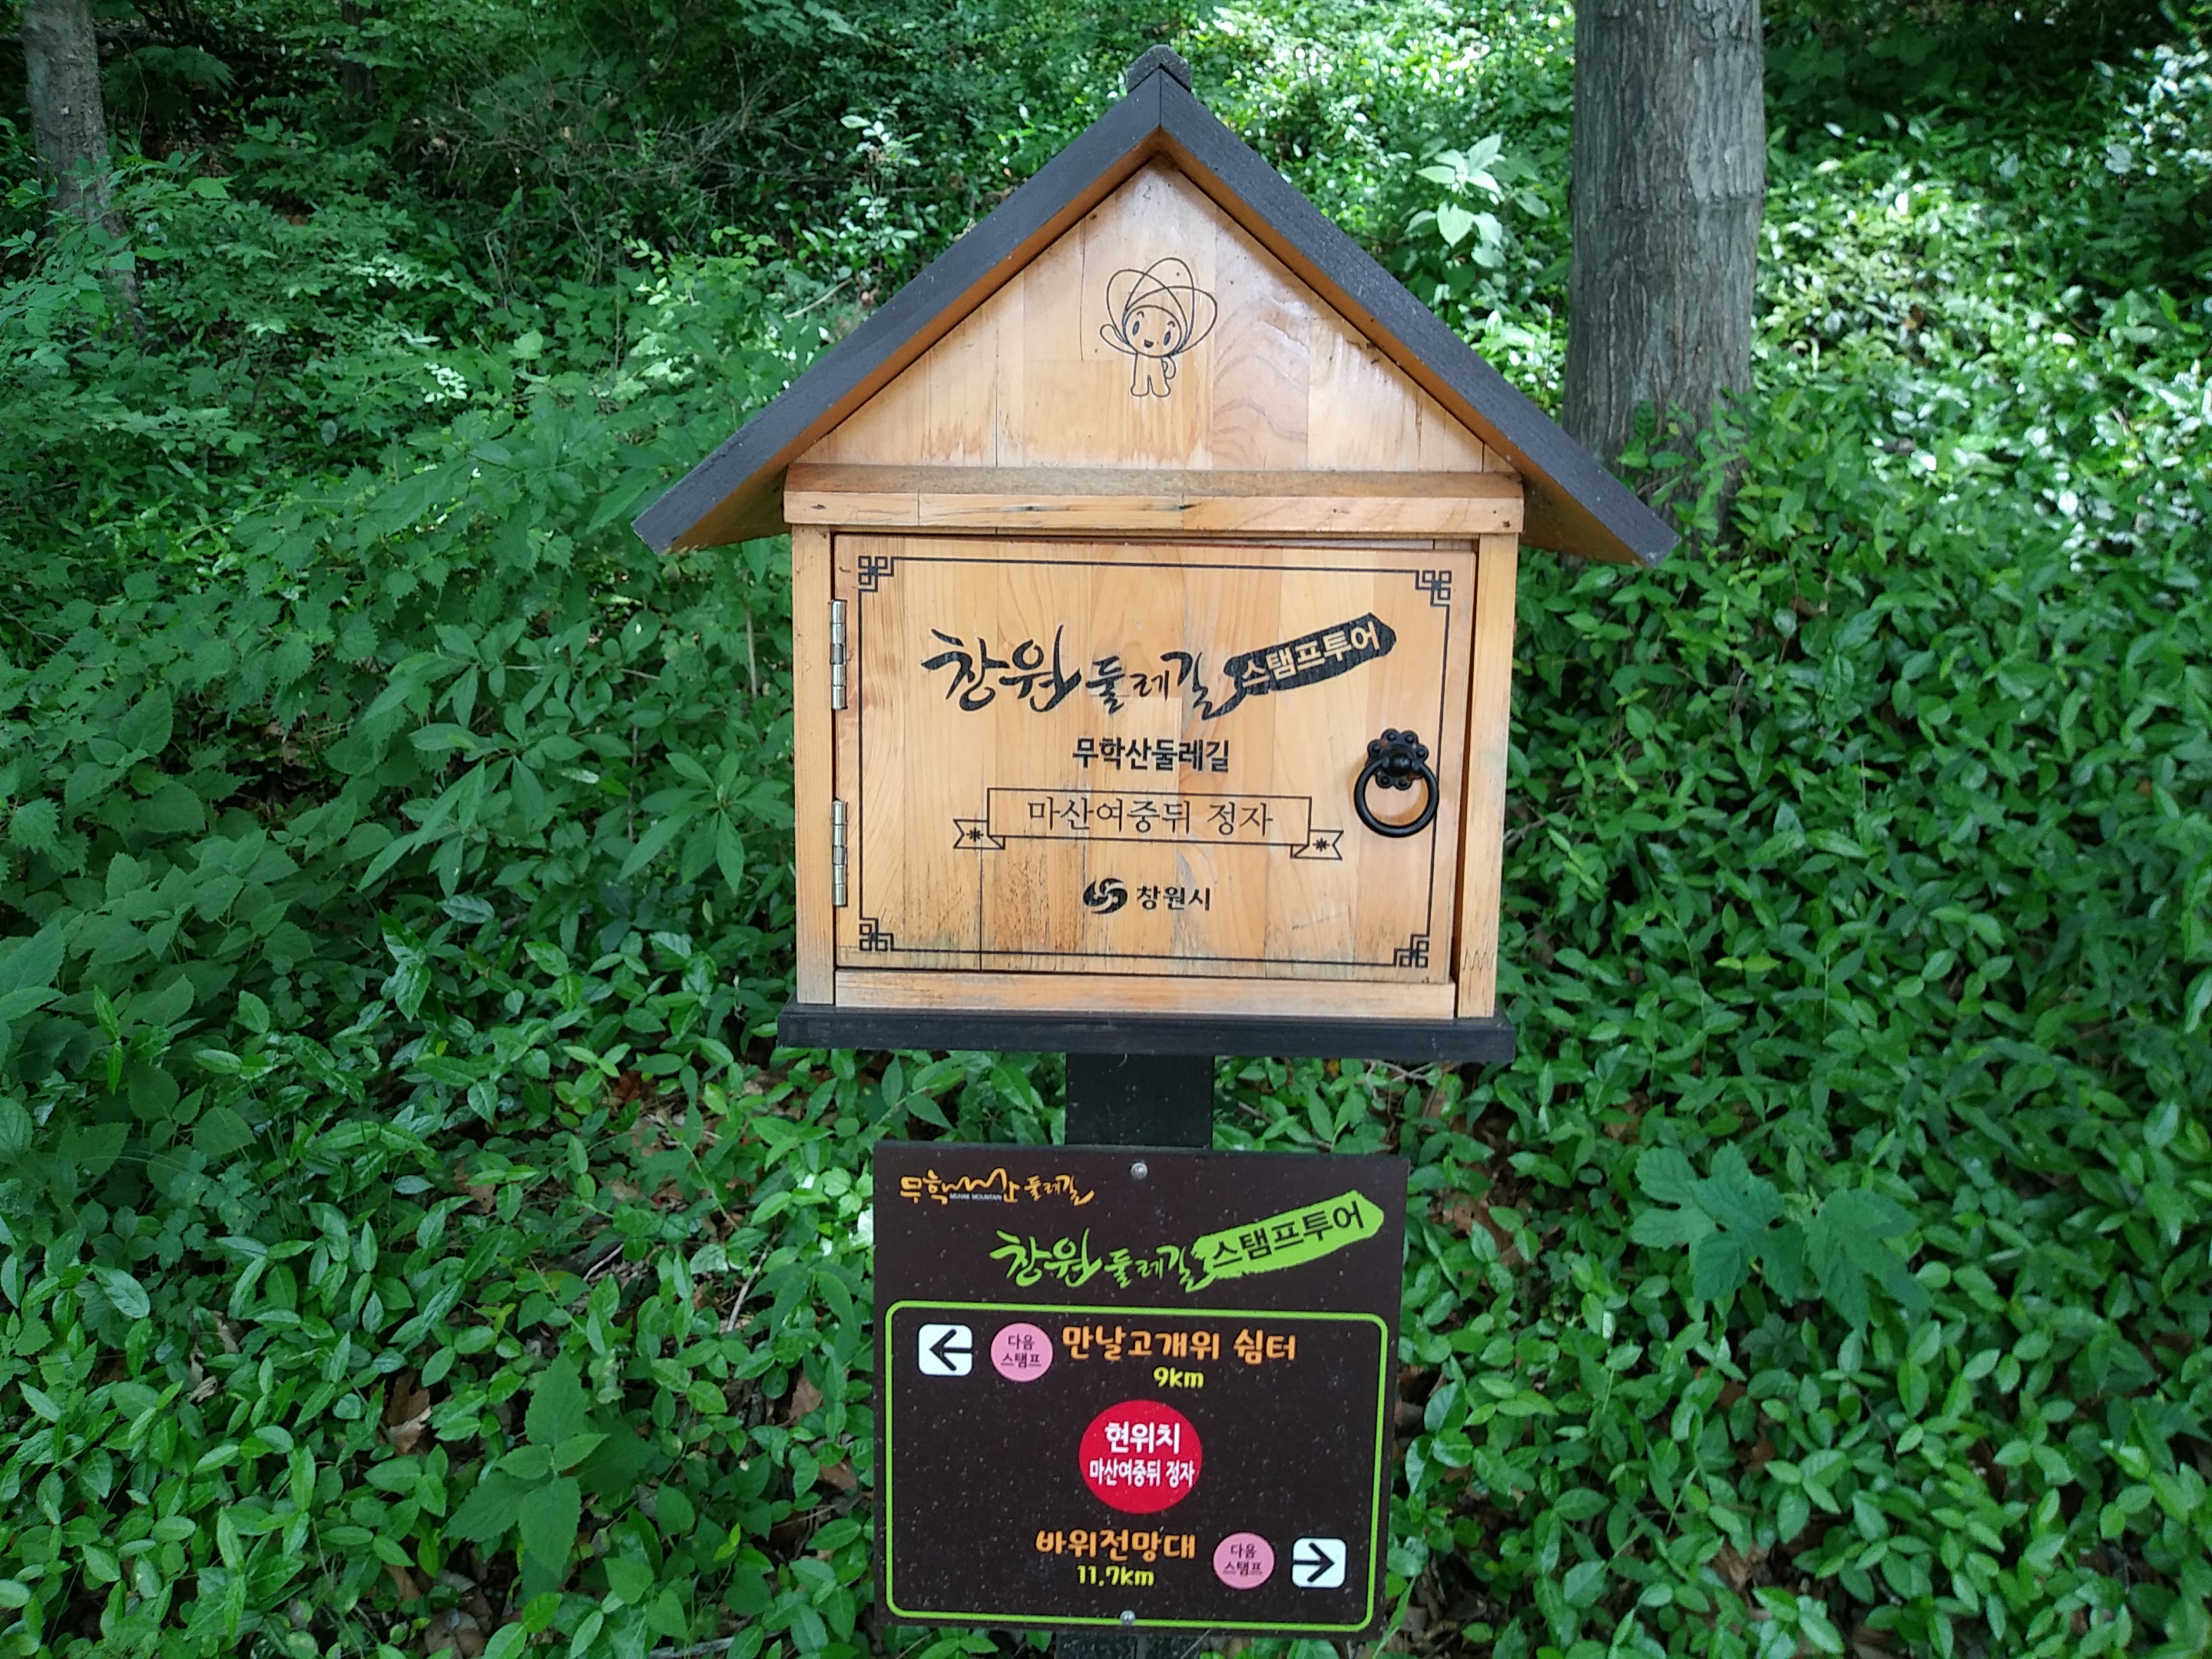 창원 둘레길 스탬프투어
무학산둘레길
마산여중뒤 정자
창원시
무학산 둘레길
MUHAK MOUNTAIN
창원 둘레길 스탬프투어
다음
스탬프
만날고개위 쉼터
9km
현위치
마산여중뒤 정자
바위전망대
11.7km
다음
스탬프